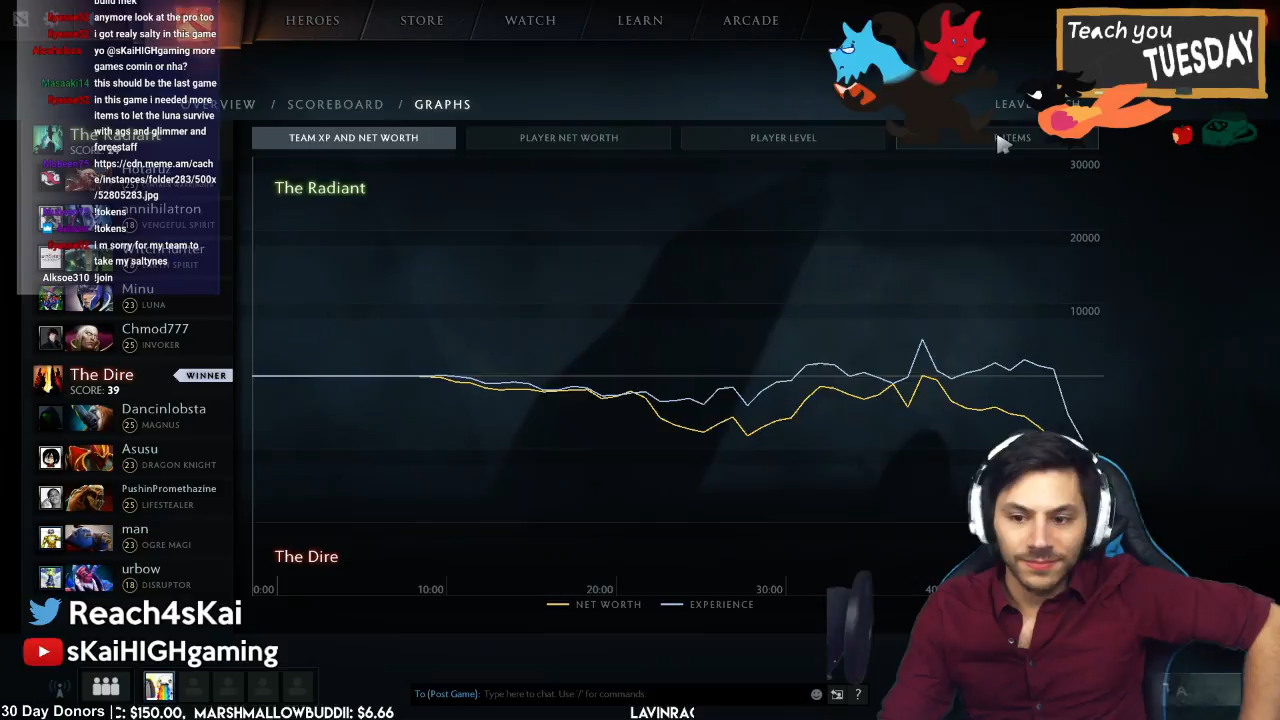 HEROES
STORE
WATCH
LEARN
ARCADE
Teach you
TUESDAY
anymore look at the pro too
i got realy salty in this game
yo @sKaiHIGHgaming more
games comin or nha?
Masaaki14 this should be the last game
in this game i needed more
items to let the luna survive
with ags and glimmer and
forcestaff
https://cdn.meme.am/cach
e/instances/folder283/500x
/52805283.jpg
!tokens
!tokens
i m sorry for my team to
take my saltynes
Alksoe310 !join
/ SCOREBOARD / GRAPHS
TEAM XP AND NET WORTH
PLAYER NET WORTH
PLAYER LEVEL
ITEMS
The Radiant
30000
20000
10000
annihilatron
18 VENGEFUL SPIRIT
Minu
23 LUNA
Chmod777
25 INVOKER
The Dire
WINNER
SCORE: 39
Dancinlobsta
25 MAGNUS
Asusu
23 DRAGON KNIGHT
PushinPromethazine
25 LIFESTEALER
man
23 OGRE MAGI
urbow
18 DISRUPTOR
The Dire
0:00
10:00
20:00
30:00
NET WORTH
EXPERIENCE
Reach4sKai
sKaiHIGHgaming
To (Post Game): Type here to chat. Use '/' for commands.
?
30 Day Donors
$150.00, MARSHMALLOWBUDDII: $6.66
LAVINRAC